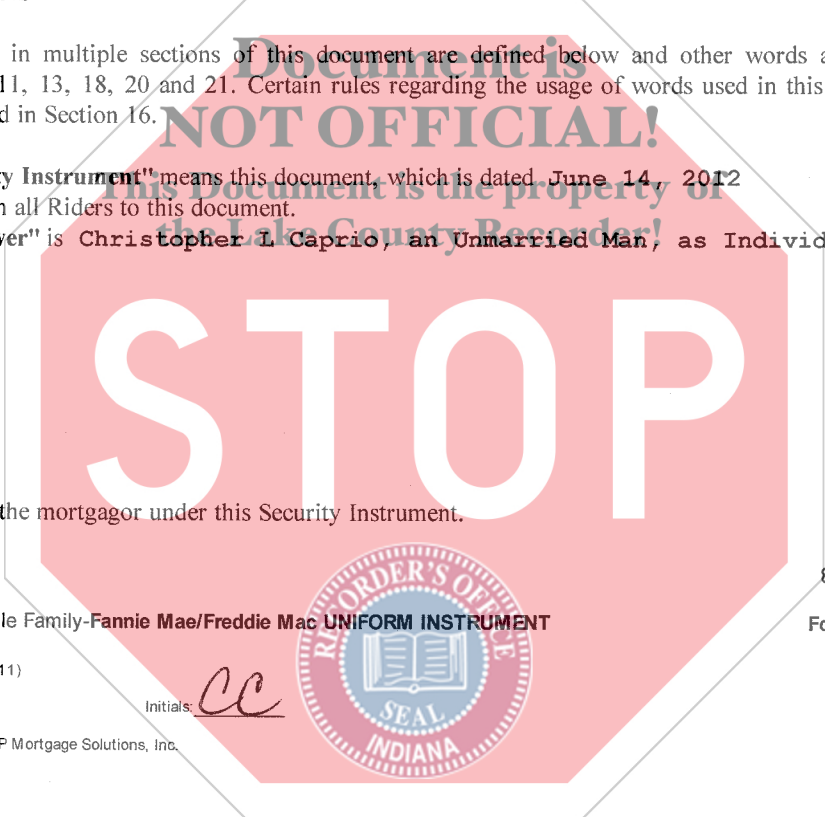 Document is
NOT OFFICIAL!
This Document is the property of
the Lake County Recorder!
in multiple sections of this document are defined below and other words a
11, 13, 18, 20 and 21. Certain rules regarding the usage of words used in this
d in Section 16.
y Instrument" means this document, which is dated June 14, 2012
all Riders to this document.
er" is Christopher L Caprio, an Unmarried Man, as Individ
STOP
the mortgagor under this Security Instrument.
le Family-Fannie Mae/Freddie Mac UNIFORM INSTRUMENT
Fo
11)
Initials: CC
P Mortgage Solutions, Inc.
RECORDER'S OFFICE
SEAL
INDIANA